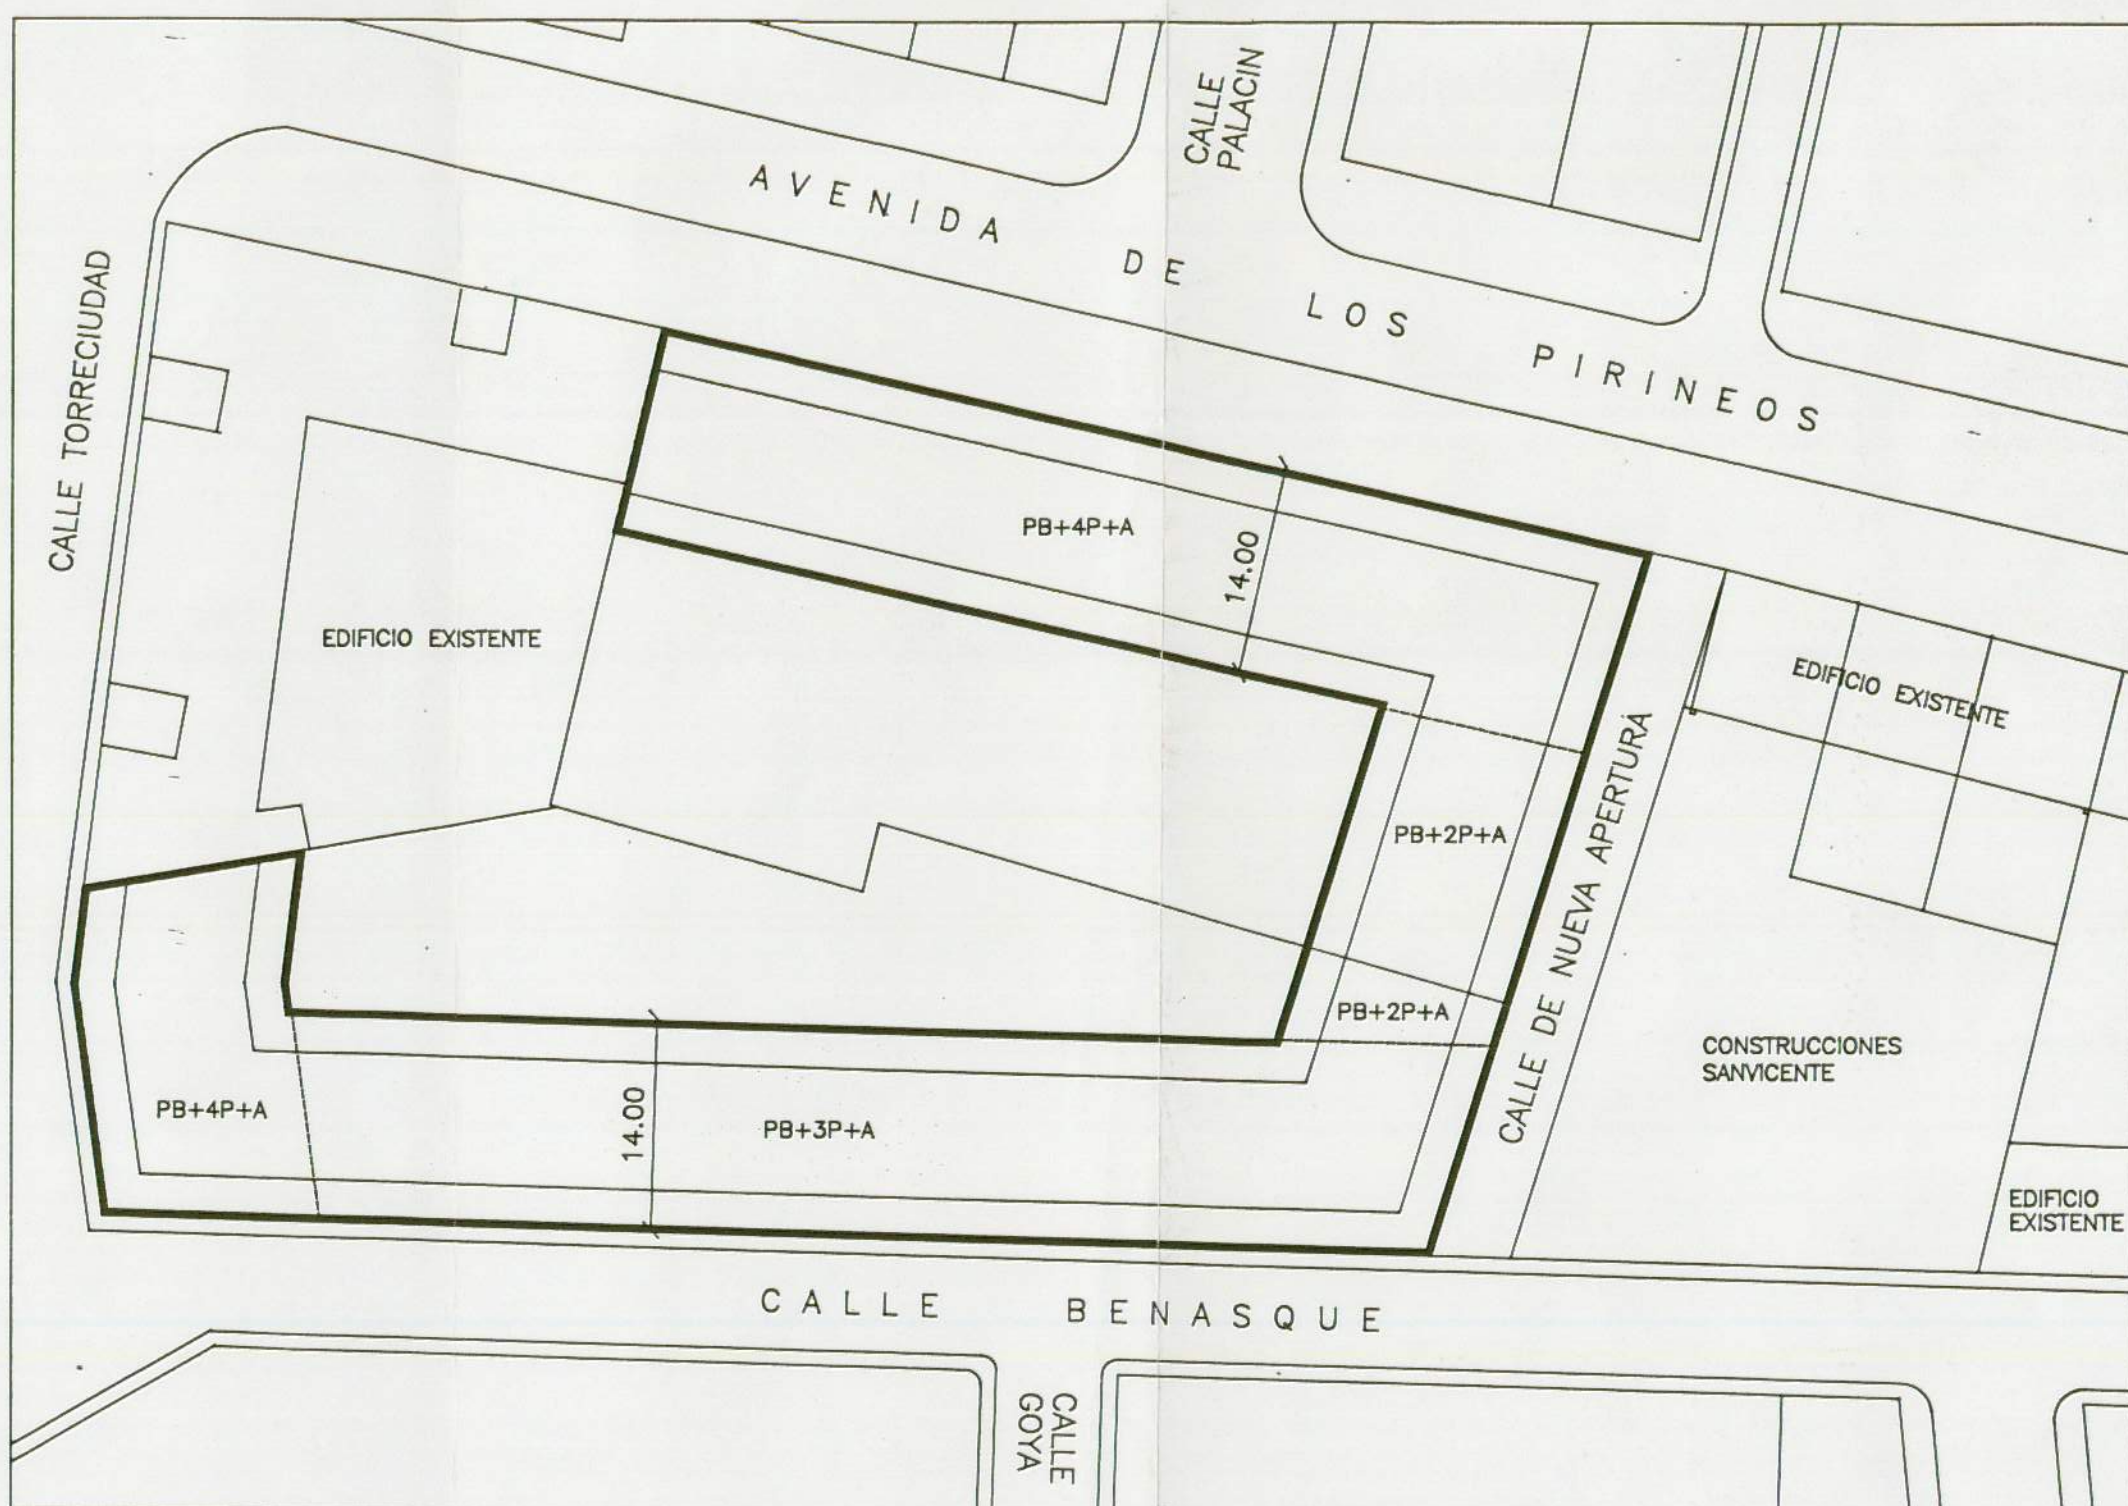 CALLE
PALACIN
AVENIDA DE LOS PIRINEOS
CALLE TORRECIUDAD
PB+4P+A
14.00
EDIFICIO EXISTENTE
EDIFICIO EXISTENTE
PB+2P+A
CALLE DE NUEVA APERTURA
PB+2P+A
CONSTRUCCIONES
SANVICENTE
PB+4P+A
14.00
PB+3P+A
EDIFICIO
EXISTENTE
CALLE BENASQUE
CALLE
GOYA